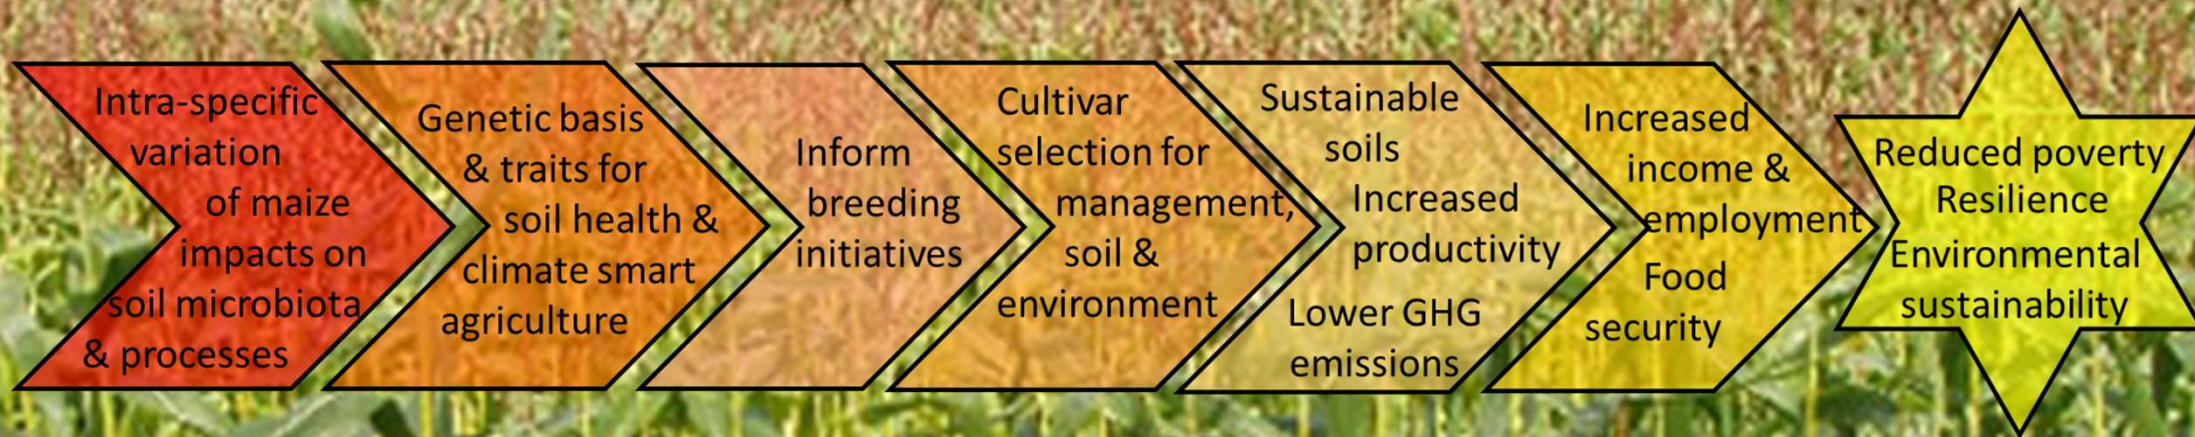 Intra-specific
variation
of maize
impacts on
soil microbiota
& processes
Genetic basis
& traits for
soil health &
climate smart
agriculture
Inform
breeding
initiatives
Cultivar
selection for
management,
soil &
environment
Sustainable
soils
Increased
productivity
Lower GHG
emissions
Increased
income &
employment
Food
security
Reduced poverty
Resilience
Environmental
sustainability